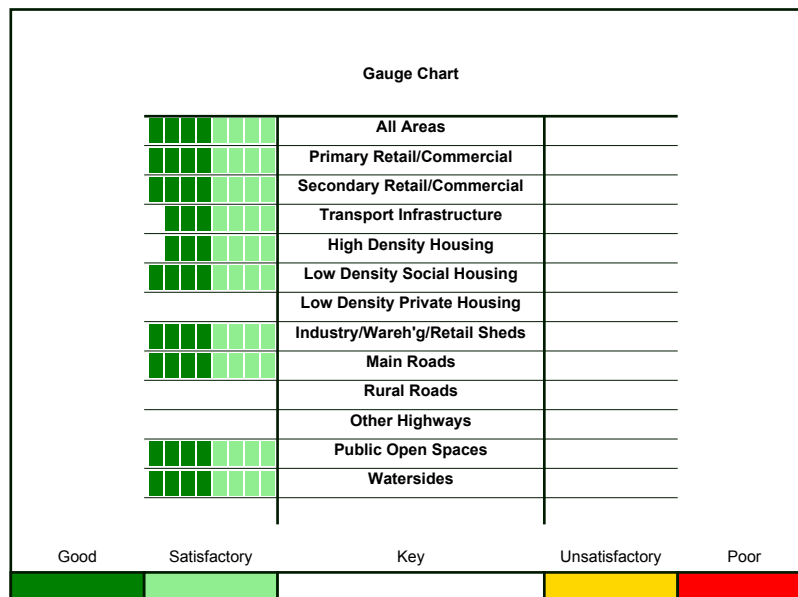 Gauge Chart
All Areas
Primary Retail/Commercial
Secondary Retail/Commercial
Transport Infrastructure
High Density Housing
Low Density Social Housing
Low Density Private Housing
Industry/Wareh'g/Retail Sheds
Main Roads
Rural Roads
Other Highways
Public Open Spaces
Watersides
Good Satisfactory Key Unsatisfactory Poor